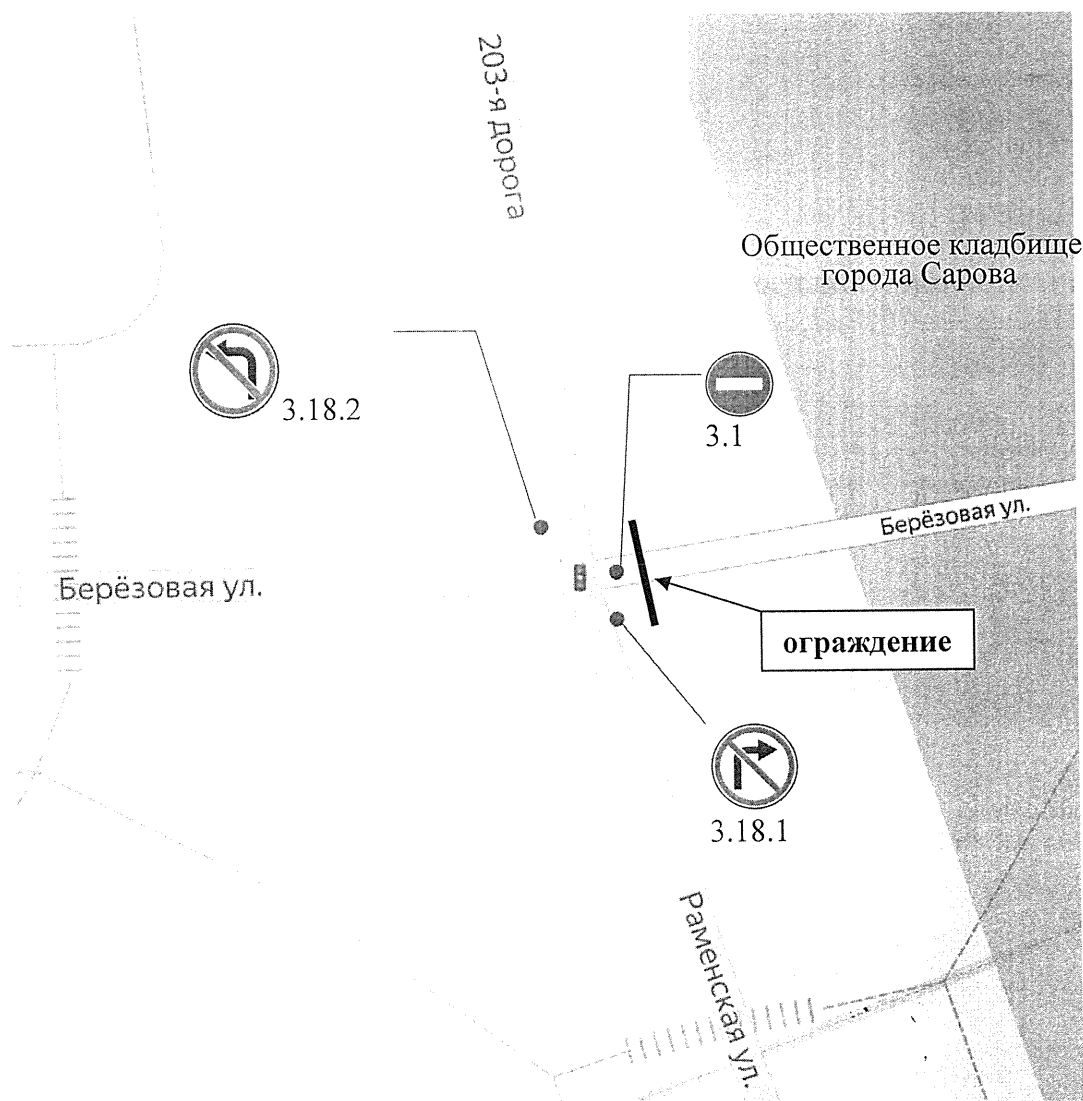 203-я дорога
Общественное кладбище
города Сарова
3.18.2
3.1
Берёзовая ул.
Берёзовая ул.
ограждение
3.18.1
Раменская ул.